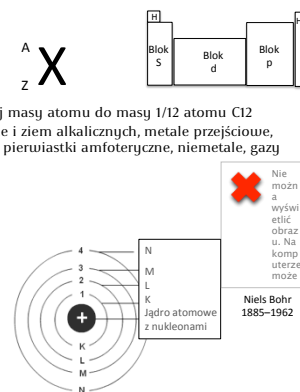 H
H
A
X
Z
Blok
S
Blok
d
Blok
p
j masy atomu do masy 1/12 atomu C12
e i ziem alkalicznych, metale przejściowe,
pierwiastki amfoteryczne, niemetale, gazy
Nie
możn
a
wyświ
etlić
obraz
u. Na
komp
uterze
może
Niels Bohr
1885–1962
4
3
2
1
+
K
L
M
N
N
M
L
K
Jądro atomowe
z nukleonami